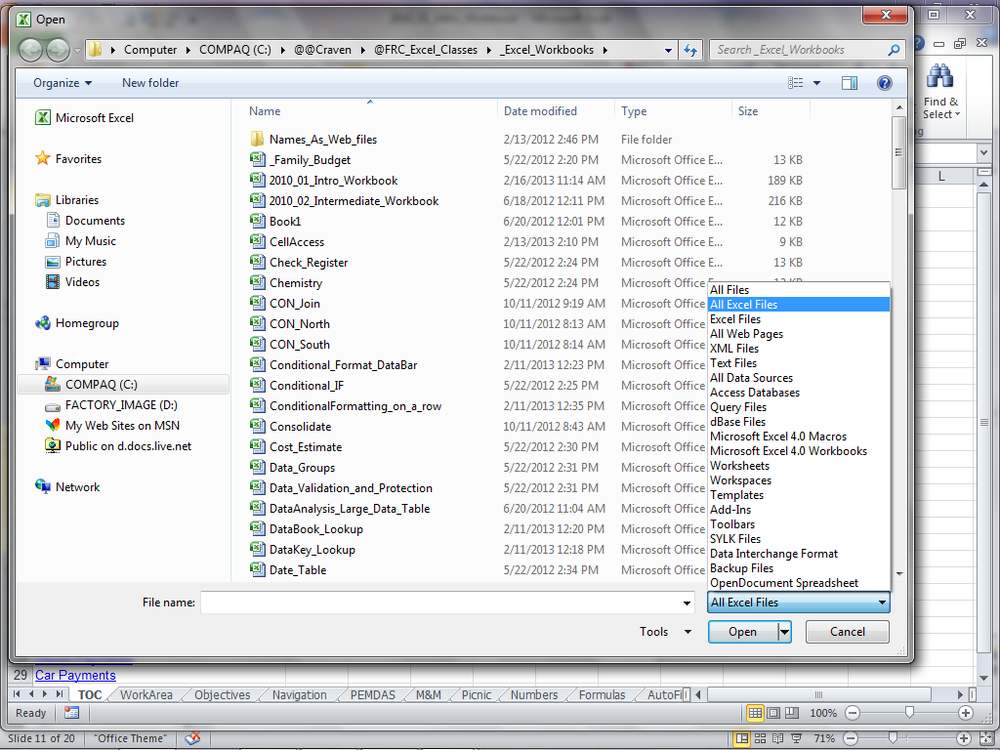 Open
Computer ▸ COMPAQ (C:) ▸ @@Craven ▸ @FRC_Excel_Classes ▸ _Excel_Workbooks ▸
Search _Excel_Workbooks
Organize
New folder
Find &
Select
Microsoft Excel
Favorites
Libraries
Documents
My Music
Pictures
Videos
Homegroup
Computer
COMPAQ (C:)
FACTORY_IMAGE (D:)
My Web Sites on MSN
Public on d.docs.live.net
Network
Name Date modified Type Size
Names_As_Web_files 2/13/2012 2:46 PM File folder
_Family_Budget 5/22/2012 2:20 PM Microsoft Office E... 13 KB
2010_01_Intro_Workbook 2/16/2013 11:14 AM Microsoft Office E... 189 KB
2010_02_Intermediate_Workbook 6/18/2012 12:11 PM Microsoft Office E... 216 KB
Book1 6/20/2012 12:01 PM Microsoft Office E... 12 KB
CellAccess 2/13/2013 2:10 PM Microsoft Office E... 9 KB
Check_Register 5/22/2012 2:24 PM Microsoft Office E... 13 KB
Chemistry 5/22/2012 2:24 PM Microsoft Office
CON_Join 10/11/2012 9:19 AM Microsoft Office
CON_North 10/11/2012 8:13 AM Microsoft Office
CON_South 10/11/2012 8:14 AM Microsoft Office
Conditional_Format_DataBar 2/11/2013 12:23 PM Microsoft Office
Conditional_IF 5/22/2012 2:25 PM Microsoft Office
ConditionalFormatting_on_a_row 2/11/2013 12:35 PM Microsoft Office
Consolidate 10/11/2012 8:43 AM Microsoft Office
Cost_Estimate 5/22/2012 2:30 PM Microsoft Office
Data_Groups 5/22/2012 2:31 PM Microsoft Office
Data_Validation_and_Protection 5/22/2012 2:31 PM Microsoft Office
DataAnalysis_Large_Data_Table 6/20/2012 11:04 AM Microsoft Office
DataBook_Lookup 2/11/2013 12:20 PM Microsoft Office
DataKey_Lookup 2/11/2013 12:18 PM Microsoft Office
Date_Table 5/22/2012 2:34 PM Microsoft Office
All Files
All Excel Files
Excel Files
All Web Pages
XML Files
Text Files
All Data Sources
Access Databases
Query Files
dBase Files
Microsoft Excel 4.0 Macros
Microsoft Excel 4.0 Workbooks
Worksheets
Workspaces
Templates
Add-Ins
Toolbars
SYLK Files
Data Interchange Format
Backup Files
OpenDocument Spreadsheet
File name:
All Excel Files
Tools
Open
Cancel
L
29 Car Payments
TOC WorkArea Objectives Navigation PEMDAS M&M Picnic Numbers Formulas AutoFi
Ready
100%
Slide 11 of 20 "Office Theme"
71%